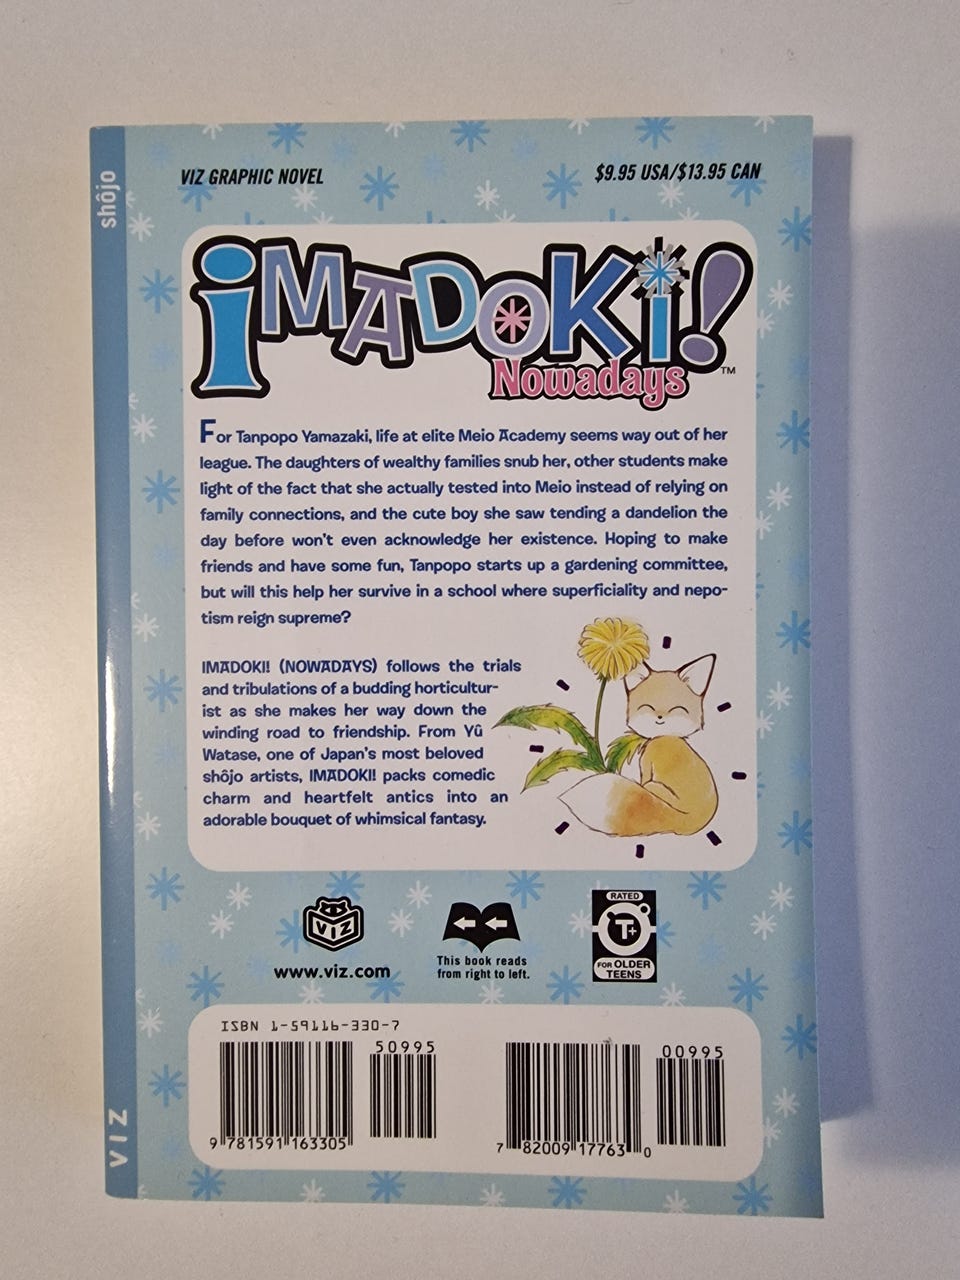 shôjo
VIZ GRAPHIC NOVEL
$9.95 USA/$13.95 CAN
iMADOKi!
Nowadays
TM
For Tanpopo Yamazaki, life at elite Meio Academy seems way out of her
league. The daughters of wealthy families snub her, other students make
light of the fact that she actually tested into Meio instead of relying on
family connections, and the cute boy she saw tending a dandelion the
day before won't even acknowledge her existence. Hoping to make
friends and have some fun, Tanpopo starts up a gardening committee,
but will this help her survive in a school where superficiality and nepo-
tism reign supreme?
IMADOKI! (NOWADAYS) follows the trials
and tribulations of a budding horticultur-
ist as she makes her way down the
winding road to friendship. From Yû
Watase, one of Japan's most beloved
shôjo artists, IMADOKI! packs comedic
charm and heartfelt antics into an
adorable bouquet of whimsical fantasy.
VIZ
www.viz.com
This book reads
from right to left.
RATED
T+
FOR OLDER
TEENS
ISBN 1-59116-330-7
50995
9 781591 163305
00995
7 82009 17763 0
VIZ